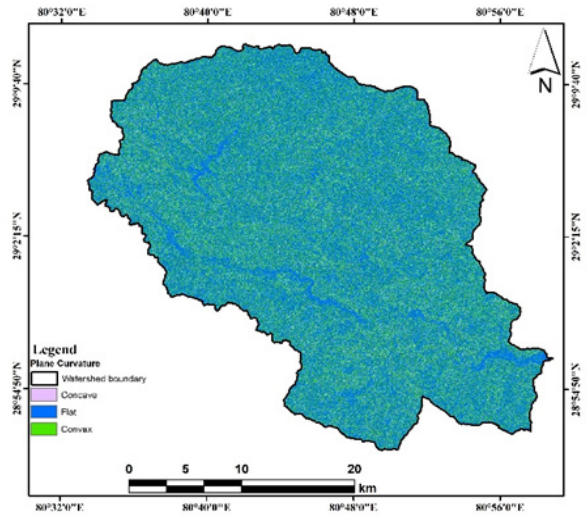 80°32'0"E 80°40'0"E 80°48'0"E 80°56'0"E
N
29°9'40"N 29°9'40"N
29°2'15"N 29°2'15"N
28°54'50"N 28°54'50"N
Legend
Plane Curvature
Watershed boundary
Concave
Flat
Convax
0 5 10 20
km
80°32'0"E 80°40'0"E 80°48'0"E 80°56'0"E